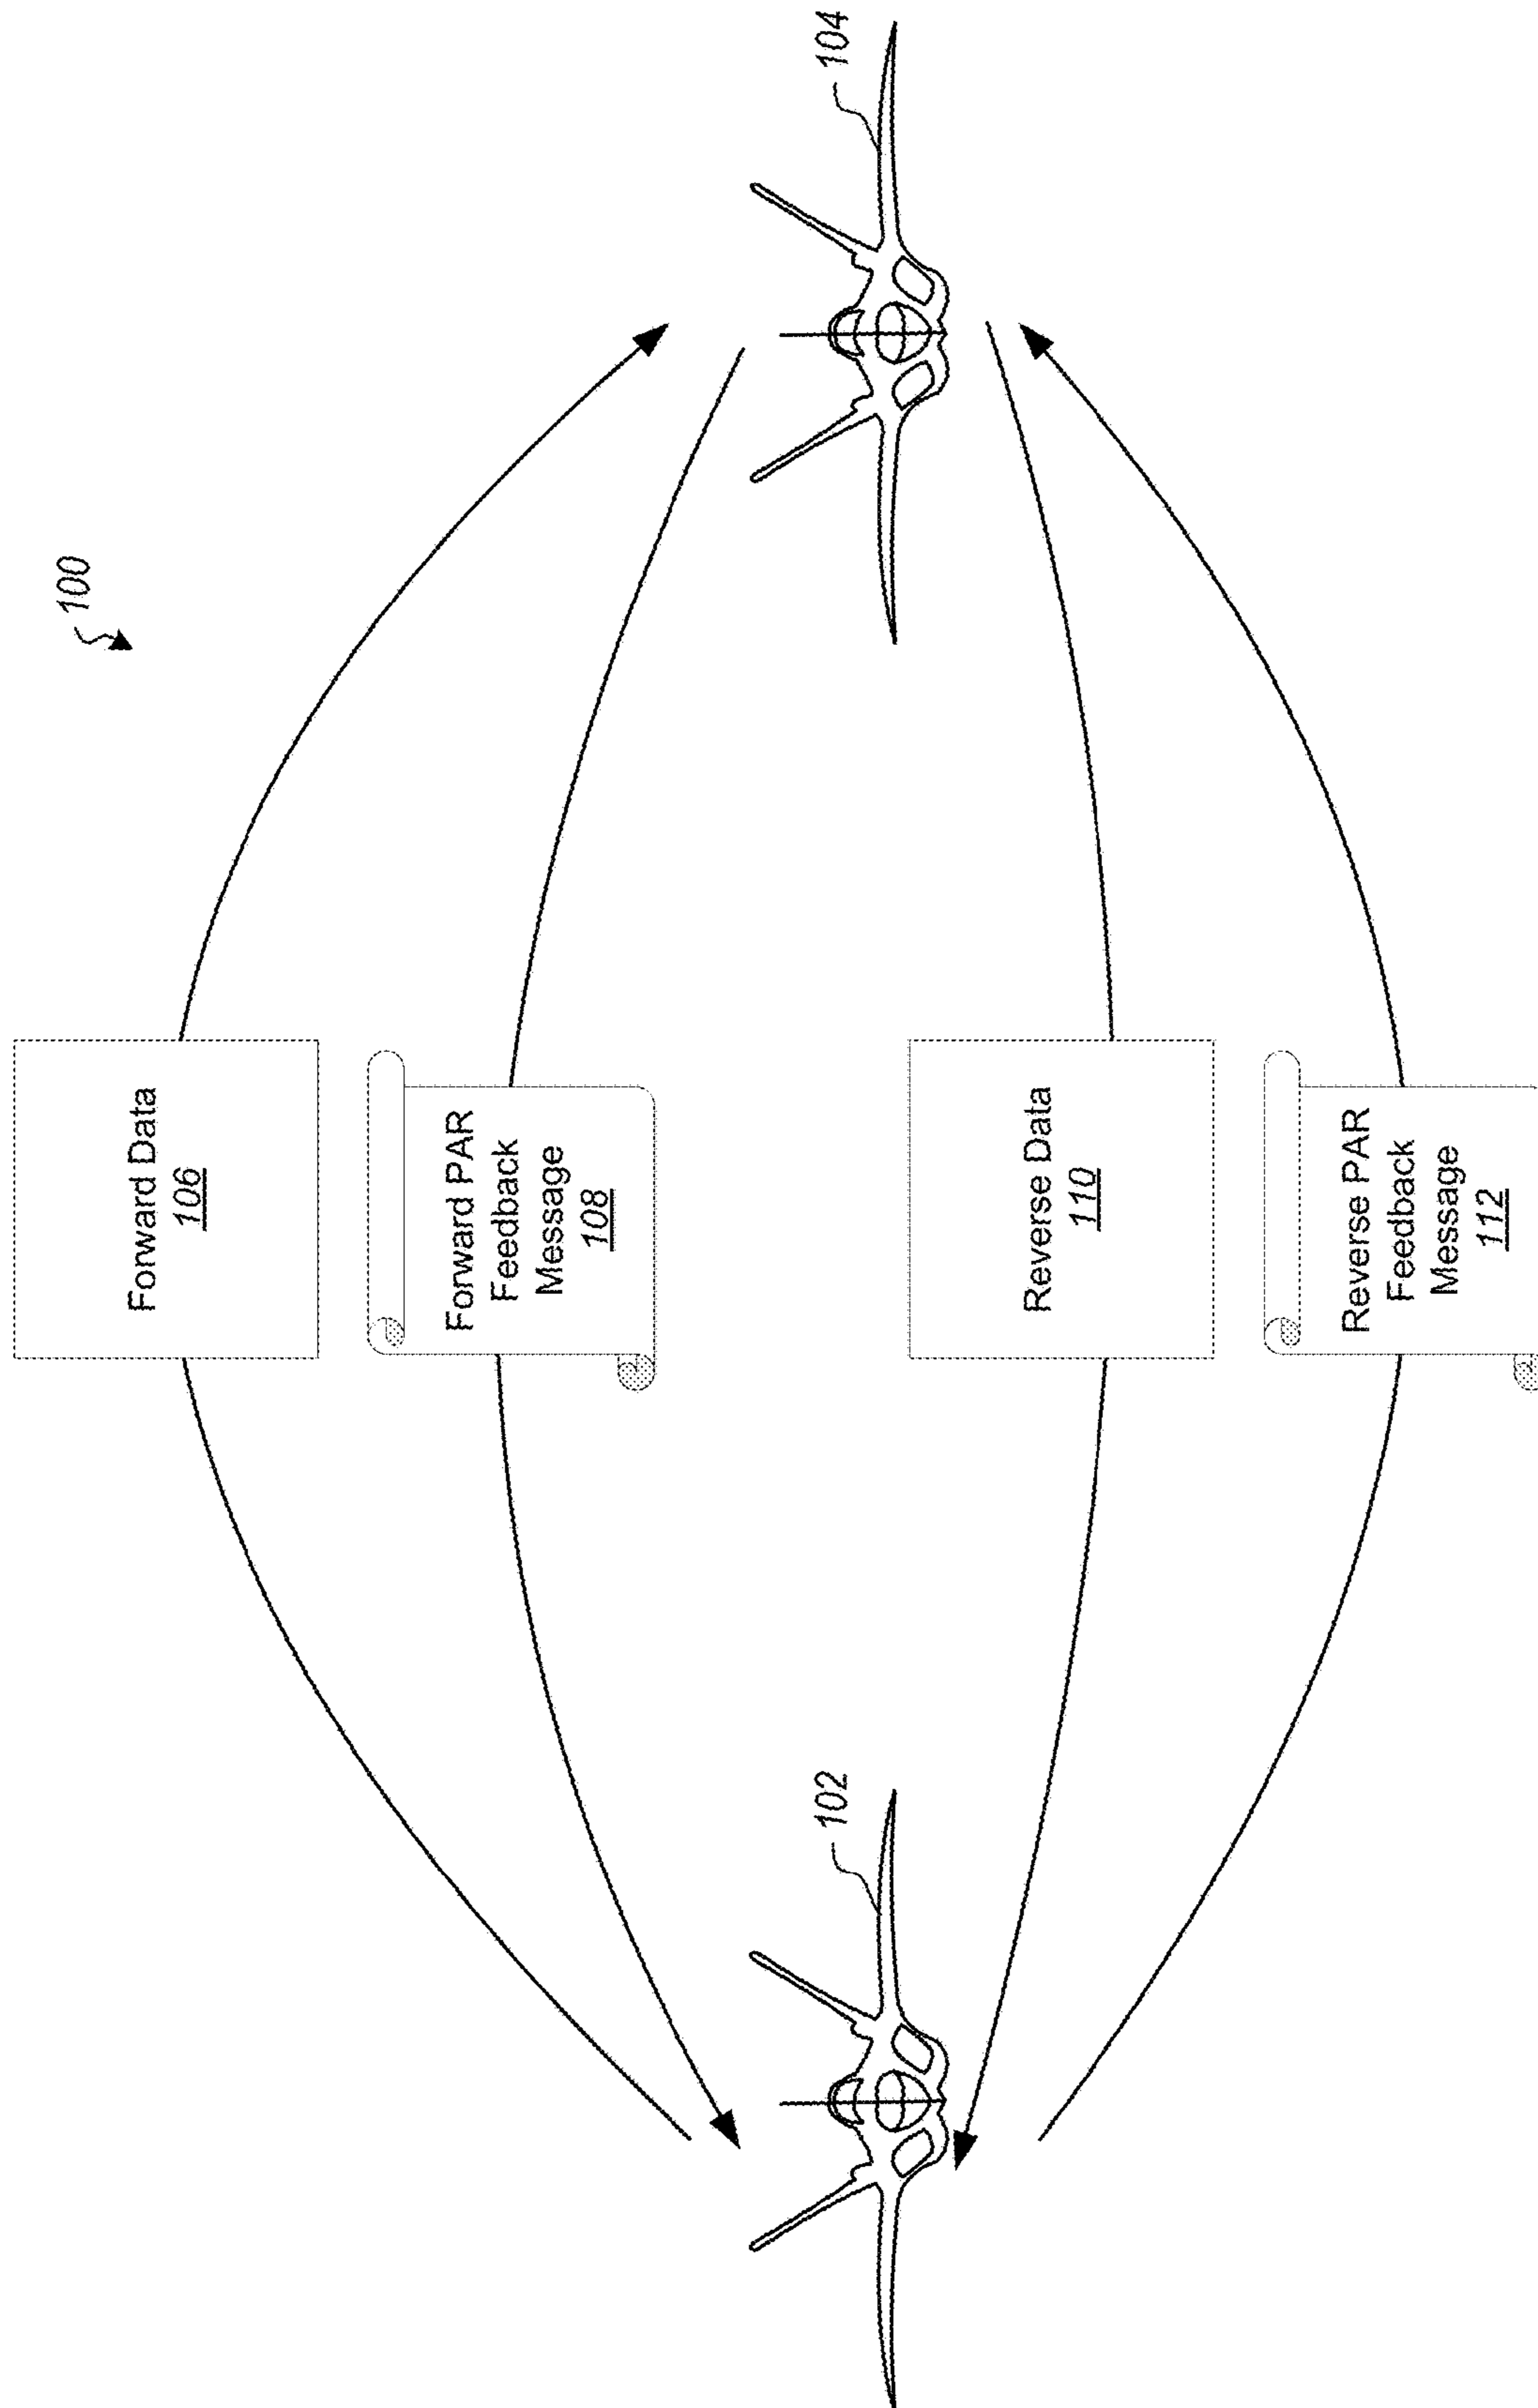 100
Forward Data
106
Forward PAR
Feedback
Message
108
102
104
Reverse Data
110
Reverse PAR
Feedback
Message
112